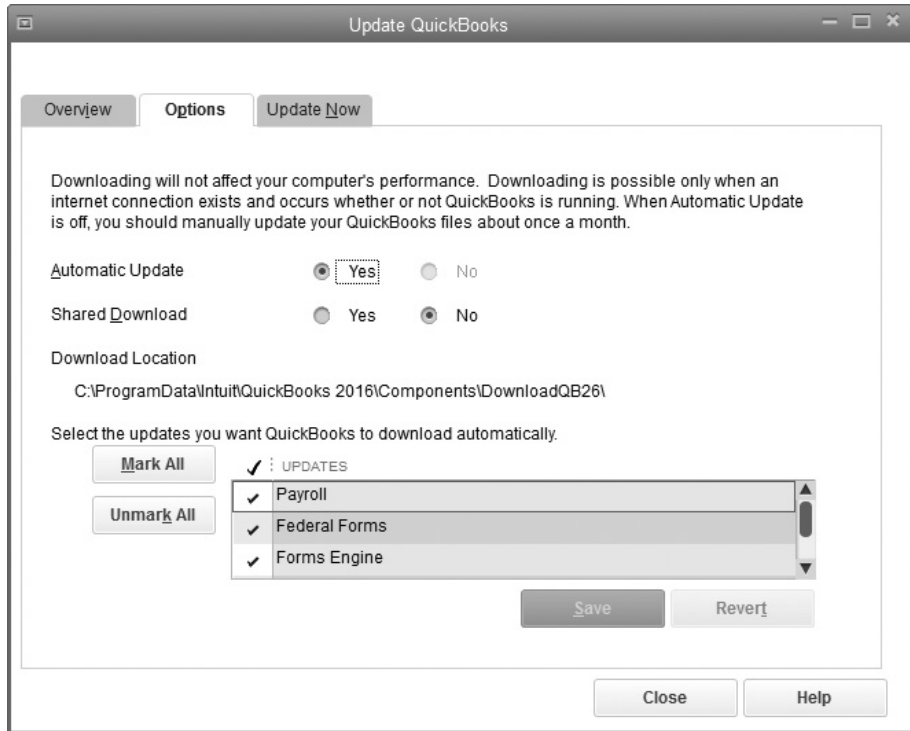 Update QuickBooks
Overview Options Update Now
Downloading will not affect your computer's performance. Downloading is possible only when an
internet connection exists and occurs whether or not QuickBooks is running. When Automatic Update
is off, you should manually update your QuickBooks files about once a month.
Automatic Update Yes No
Shared Download Yes No
Download Location
C:\ProgramData\Intuit\QuickBooks 2016\Components\DownloadQB26\
Select the updates you want QuickBooks to download automatically.
Mark All
UPDATES
Payroll
Unmark All
Federal Forms
Forms Engine
Save Revert
Close Help